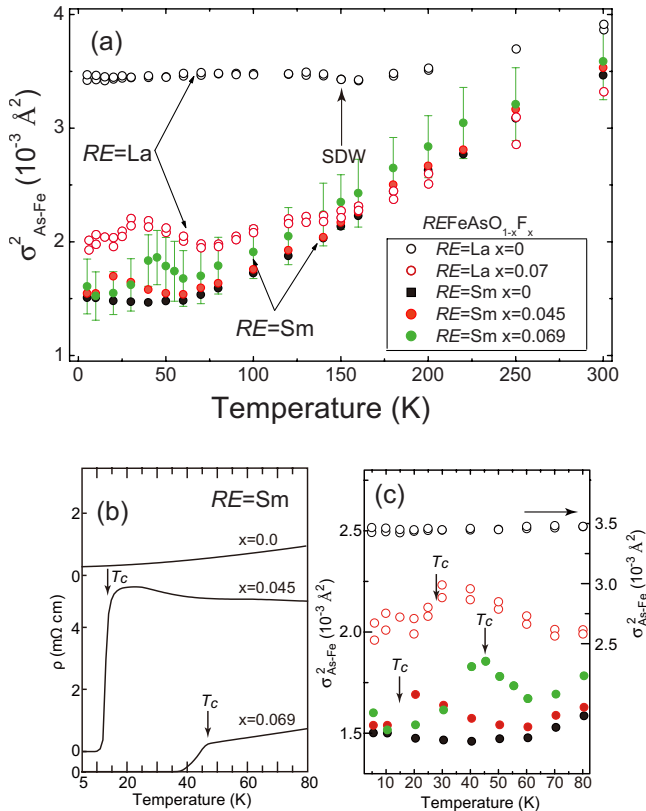 (a)
4
3
2
1
σ²As-Fe (10⁻³ Å²)
RE=La
SDW
RE=Sm
REFeAsO1-xFx
RE=La x=0
RE=La x=0.07
RE=Sm x=0
RE=Sm x=0.045
RE=Sm x=0.069
0 50 100 150 200 250 300
Temperature (K)
(b)
RE=Sm
2
0
4
2
0
0
ρ (mΩ cm)
x=0.0
Tc
x=0.045
Tc
x=0.069
5 20 40 60 80
Temperature (K)
(c)
2.5
2.0
1.5
σ²As-Fe (10⁻³ Å²)
3.5
3.0
2.5
σ²As-Fe (10⁻³ Å²)
Tc
Tc
Tc
10 20 30 40 50 60 70 80
Temperature (K)